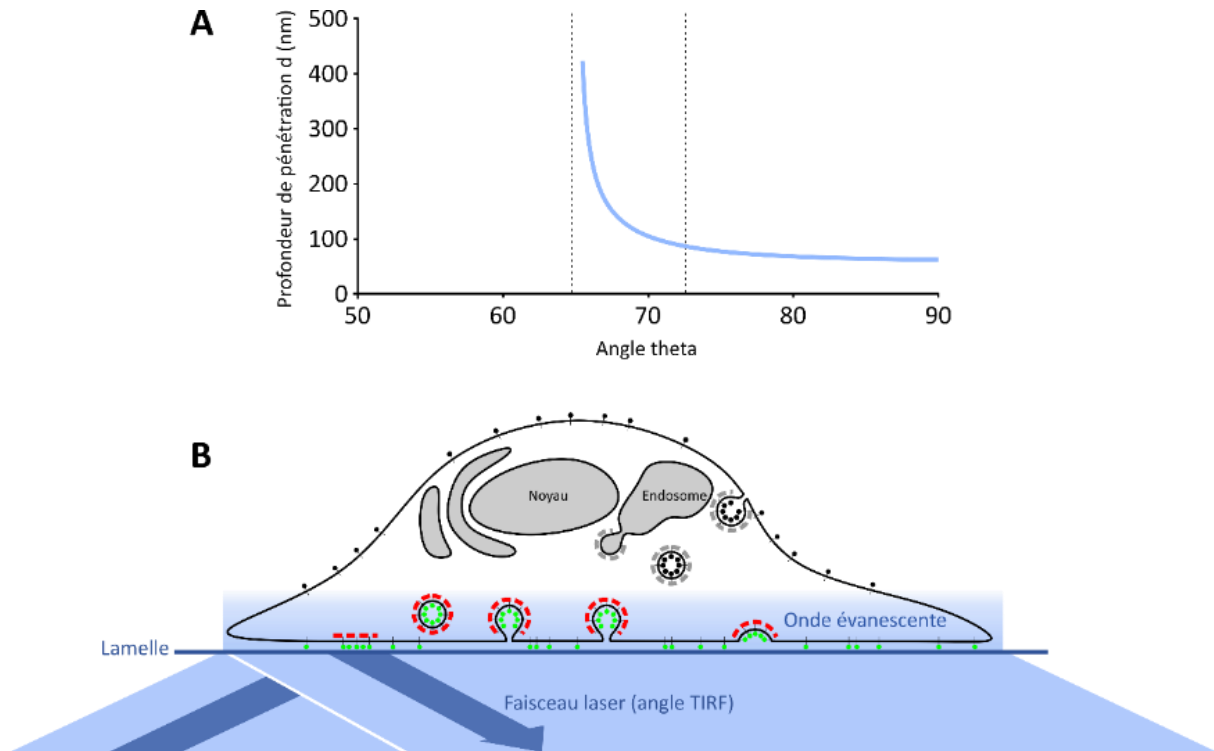 A
Profondeur de pénétration d (nm)
500
400
300
200
100
0
50 60 70 80 90
Angle theta
B
Noyau
Endosome
Onde évanescente
Lamelle
Faisceau laser (angle TIRF)